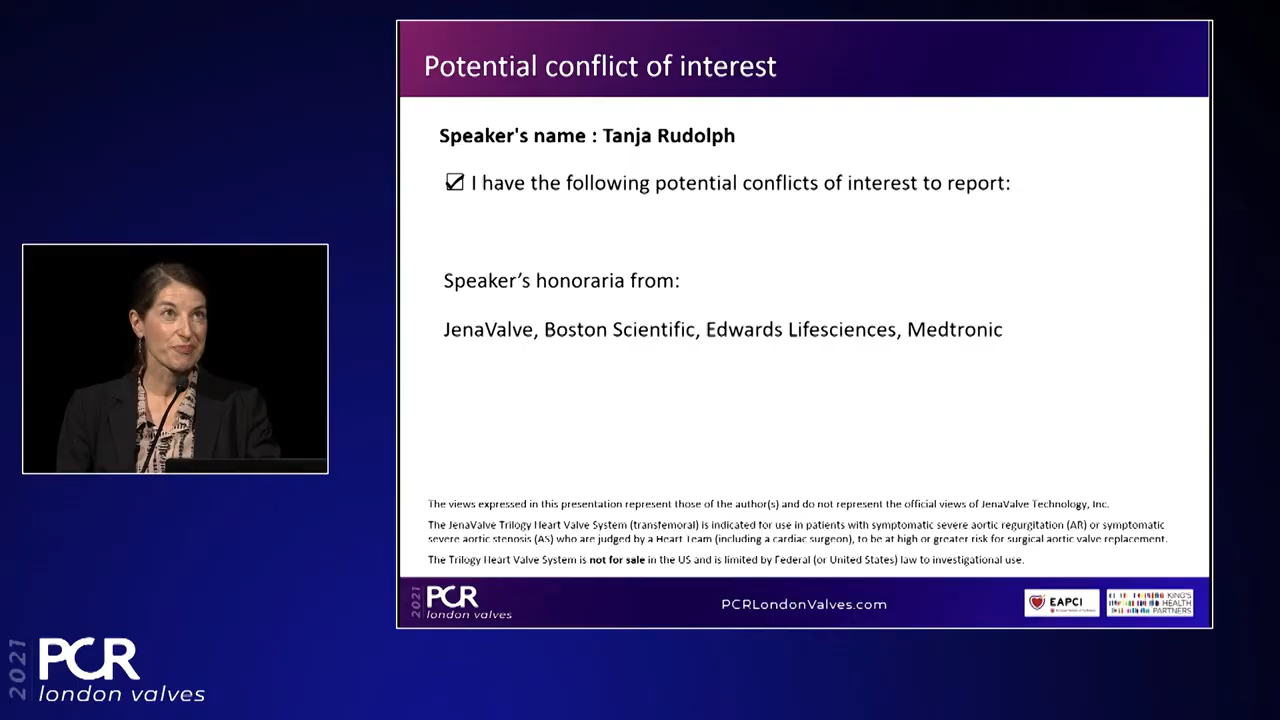 Potential conflict of interest
Speaker's name : Tanja Rudolph
I have the following potential conflicts of interest to report:
Speaker's honoraria from:
JenaValve, Boston Scientific, Edwards Lifesciences, Medtronic
The views expressed in this presentation represent those of the author(s) and do not represent the official views of JenaValve Technology, Inc.
The JenaValve Trilogy Heart Valve System (transfemoral) is indicated for use in patients with symptomatic severe aortic regurgitation (AR) or symptomatic
severe aortic stenosis (AS) who are judged by a Heart Team (including a cardiac surgeon), to be at high or greater risk for surgical aortic valve replacement.
The Trilogy Heart Valve System is not for sale in the US and is limited by Federal (or United States) law to investigational use.
2021
PCR
london valves
PCRLondonValves.com
EAPCI
KING'S
HEALTH
PARTNERS
2021
PCR
london valves